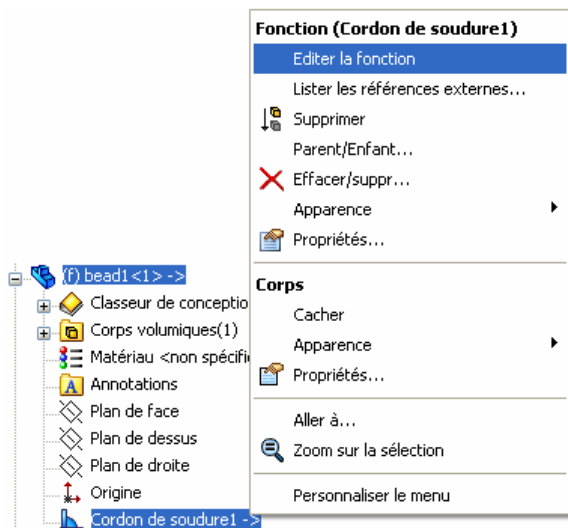 Fonction (Cordon de soudure1)
Editer la fonction
Lister les références externes...
Supprimer
Parent/Enfant...
Effacer/suppr...
Apparence
Propriétés...
Corps
Cacher
Apparence
Propriétés...
Aller à...
Zoom sur la sélection
Personnaliser le menu
(f) bead1<1> ->
Classeur de conceptio
Corps volumiques(1)
Matériau <non spécifi
Annotations
Plan de face
Plan de dessus
Plan de droite
Origine
Cordon de soudure1 ->